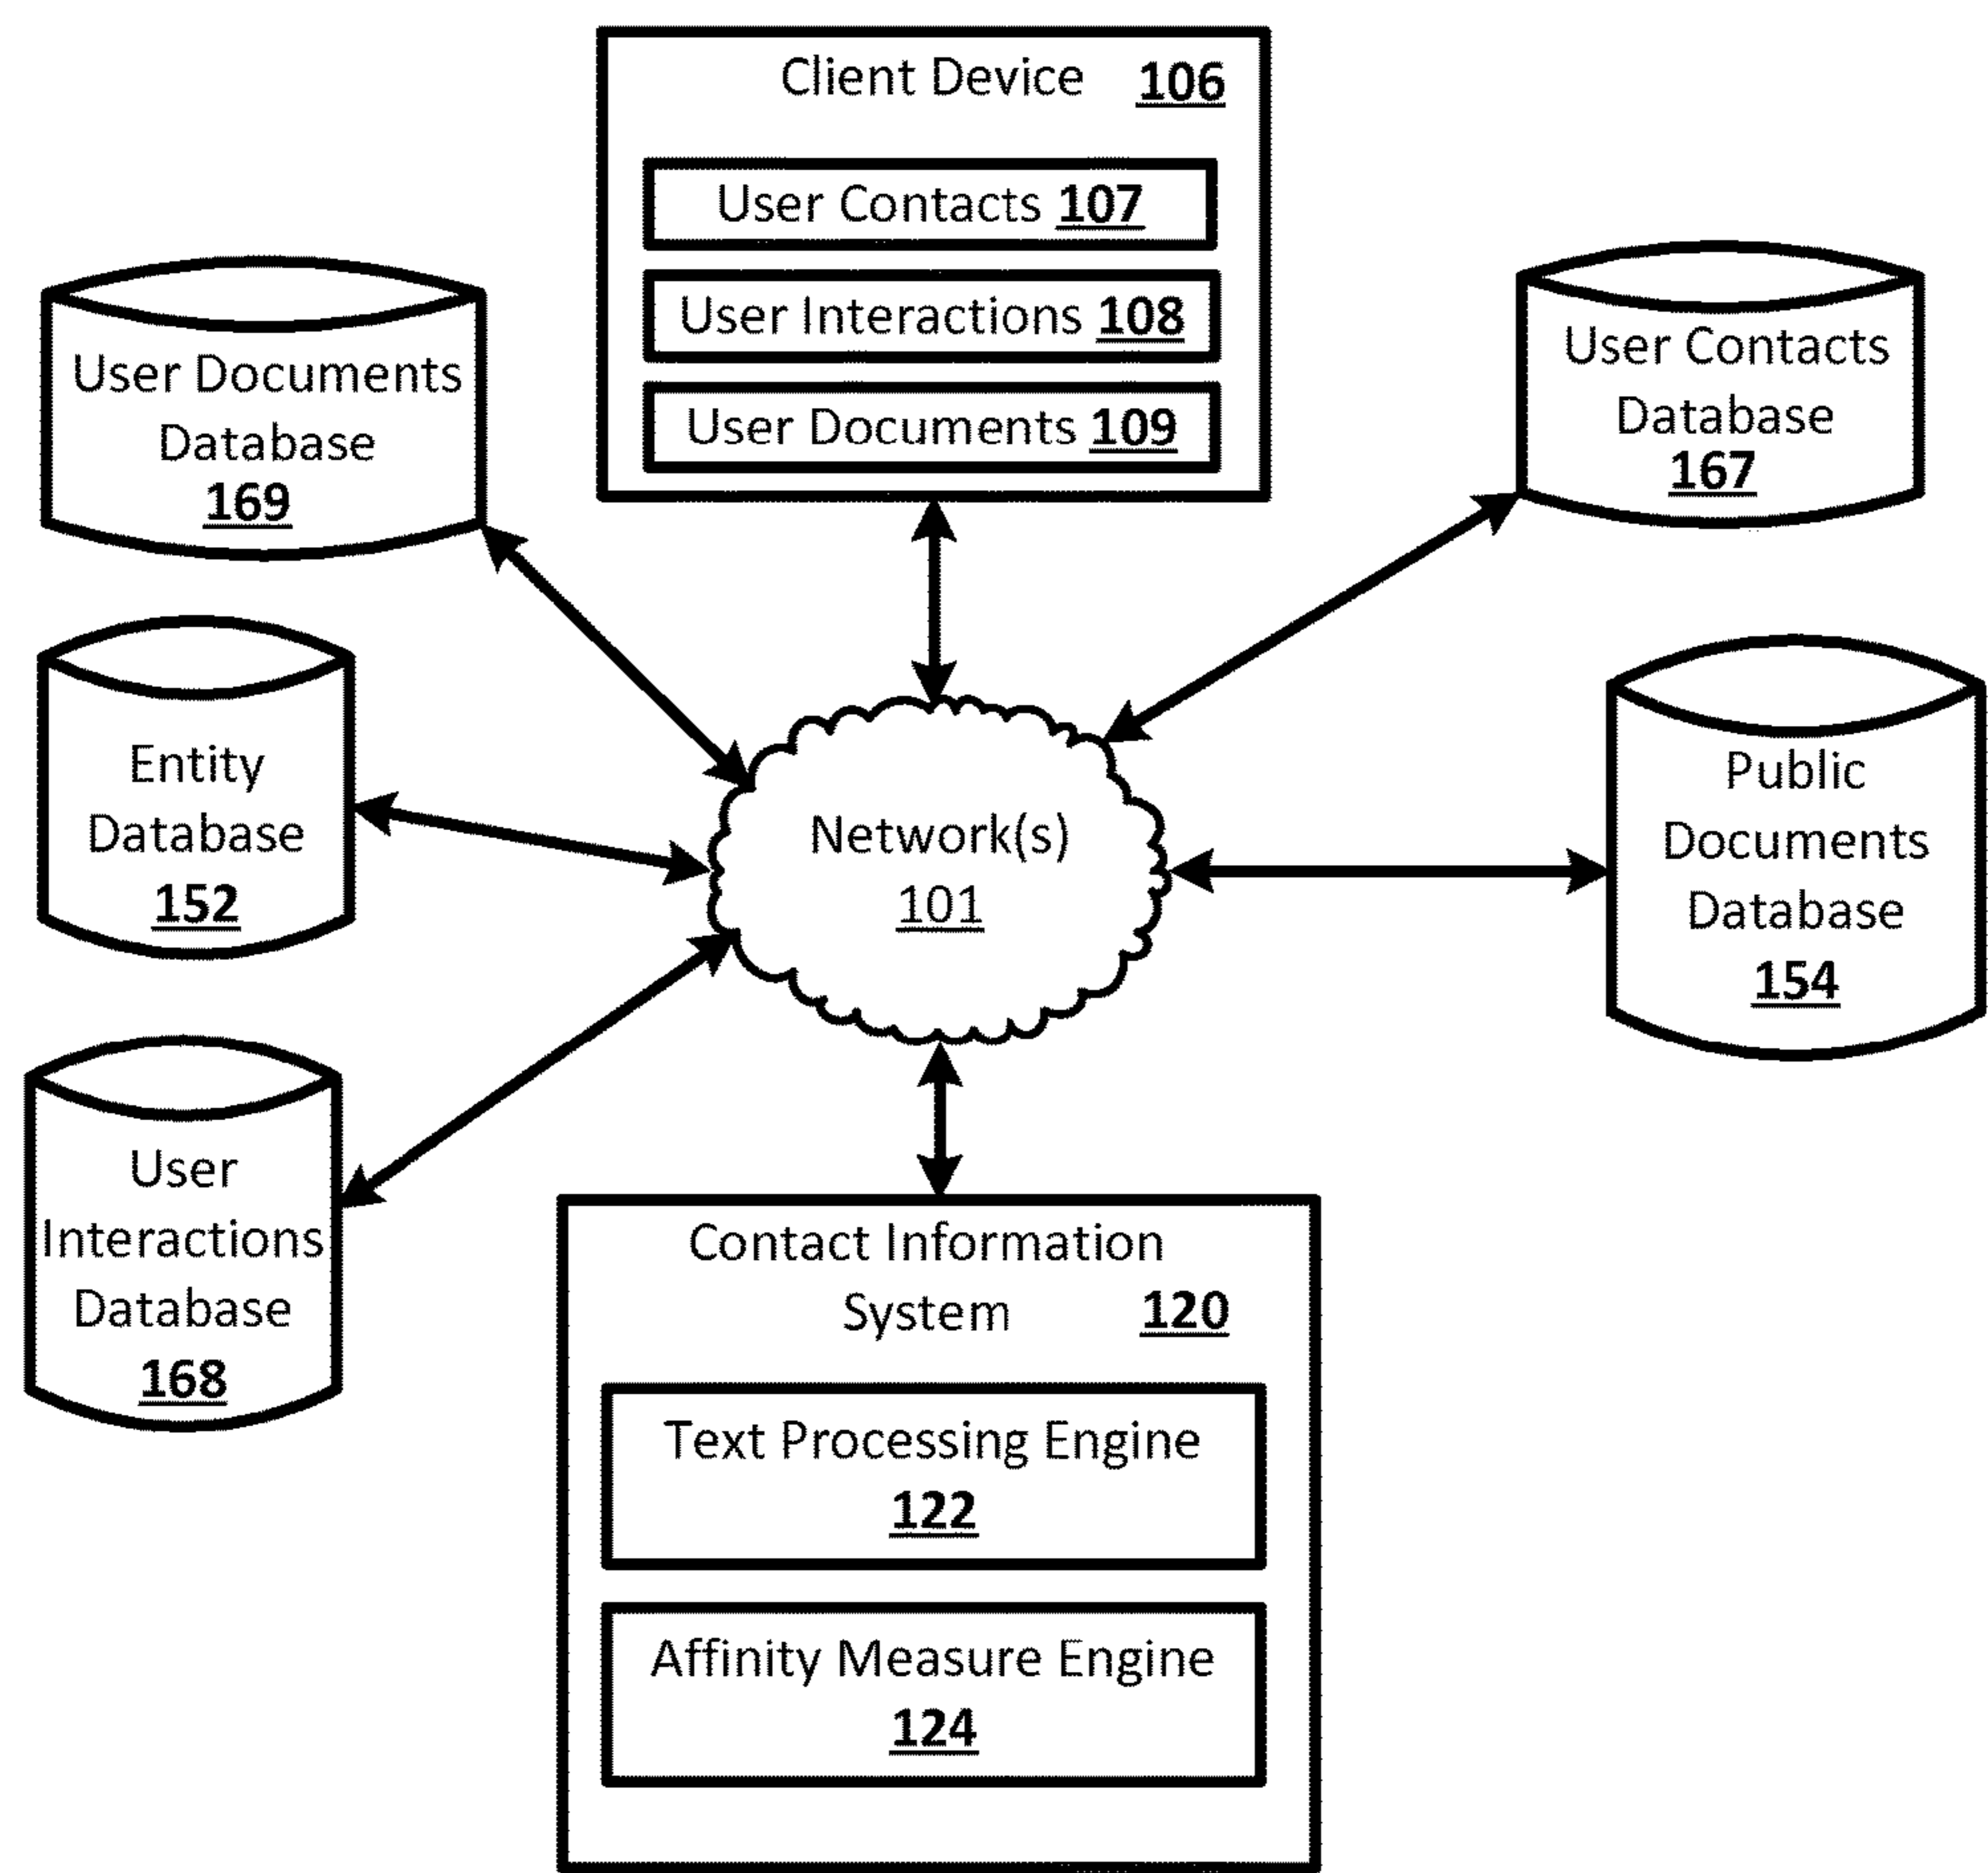 Client Device 106
User Contacts 107
User Interactions 108
User Documents 109
User Documents
Database
169
User Contacts
Database
167
Entity
Database
152
Network(s)
101
Public
Documents
Database
154
User
Interactions
Database
168
Contact Information
System 120
Text Processing Engine
122
Affinity Measure Engine
124